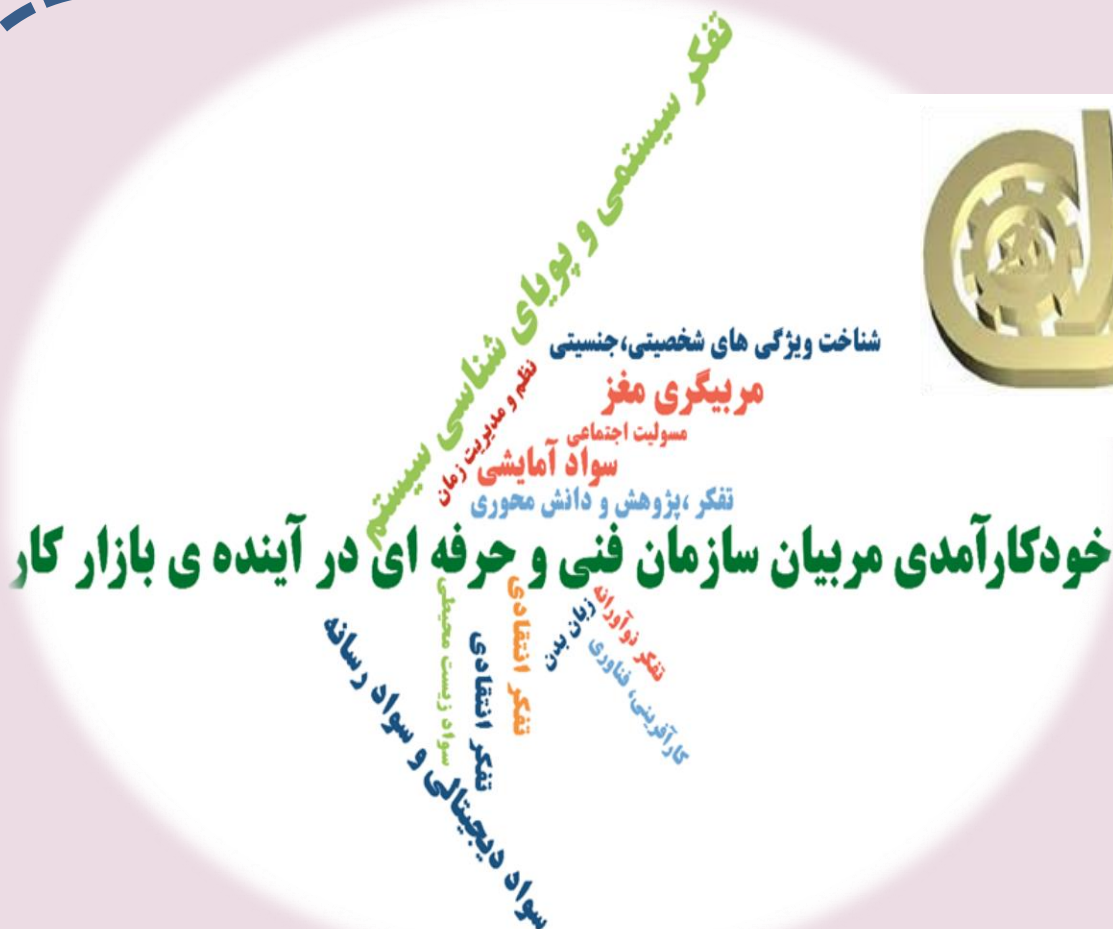 تفکر سیستمی و پویای شناسی سیستم
شناخت ویژگی های شخصیتی،جنسیتی
نظم و مدیریت زمان
مربیگری مغز
مسولیت اجتماعی
سواد آمایشی
تفکر ،پژوهش و دانش محوری
خودکارآمدی مربیان سازمان فنی و حرفه ای در آینده ی بازار کار
تفکر نوآورانه
زبان بدن
کارآفرینی، فناوری
تفکر انتقادی
تفکر انتقادی
سواد زیست محیطی
سواد دیجیتالی و سواد رسانه